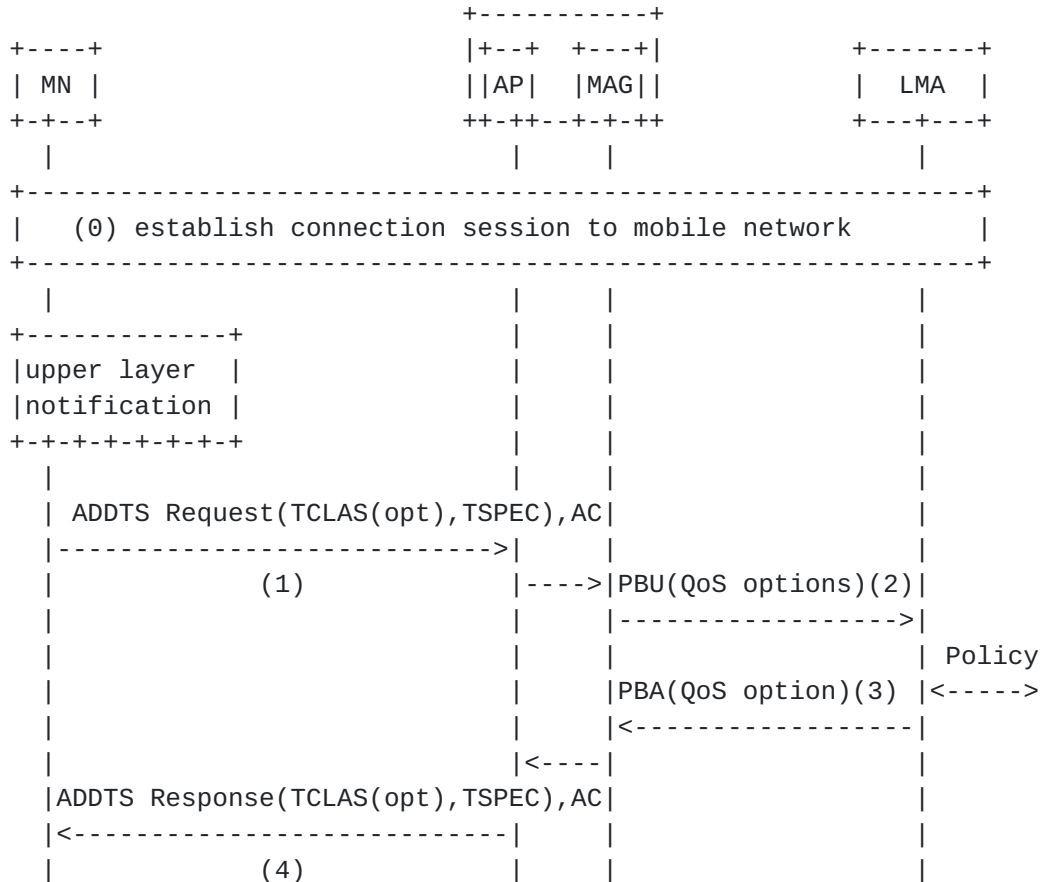 +-----------+
+----+ |+--+ +---+| +-------+
| MN | ||AP| |MAG|| | LMA |
+-+--+ ++-++--+-+-++ +---+---+
| | | |
+-------------------------------------------------------------+
| (0) establish connection session to mobile network |
+-------------------------------------------------------------+
| | | |
+-------------+ | | |
|upper layer | | | |
|notification | | | |
+-+-+-+-+-+-+-+ | | |
| | | |
| ADDTS Request(TCLAS(opt),TSPEC),AC| |
|---------------------------->| | |
| (1) |---->|PBU(QoS options)(2)|
| | |------------------>|
| | | | Policy
| | |PBA(QoS option)(3) |<----->
| | |<------------------|
| |<----| |
|ADDTS Response(TCLAS(opt),TSPEC),AC| |
|<----------------------------| | |
| (4) | | |